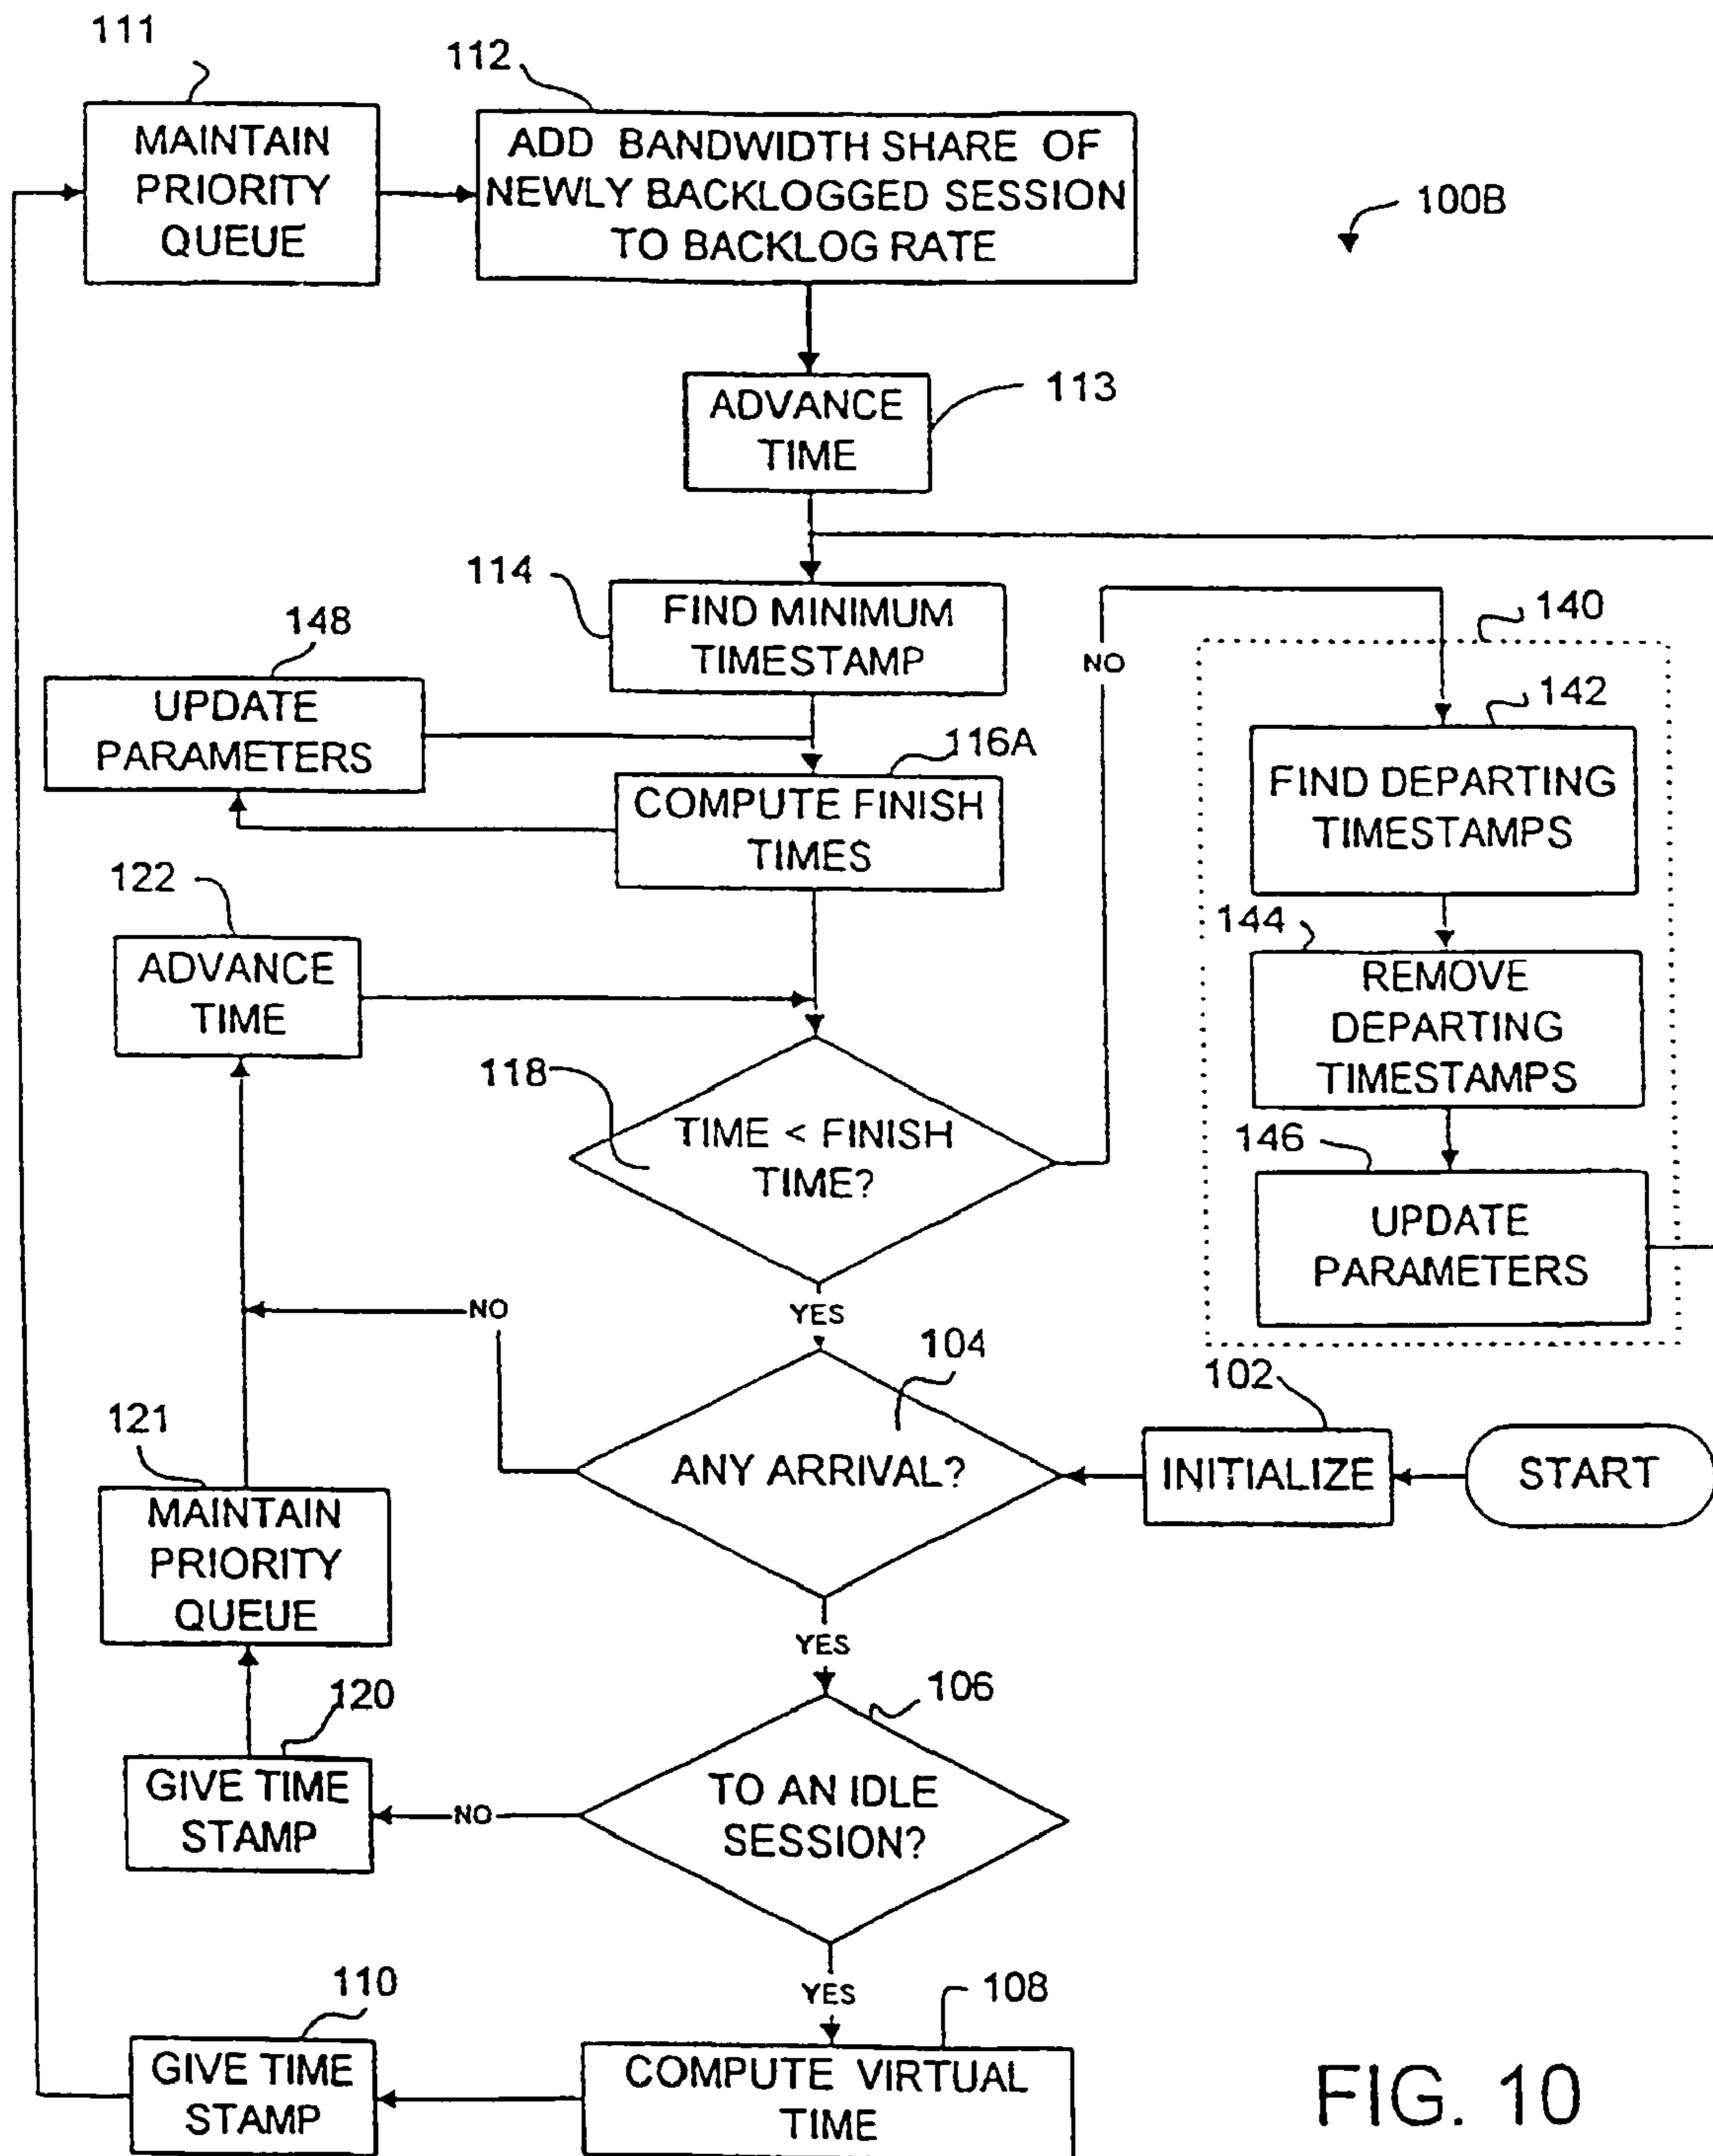 111
112
MAINTAIN
PRIORITY
QUEUE
ADD BANDWIDTH SHARE OF
NEWLY BACKLOGGED SESSION
TO BACKLOG RATE
100B
ADVANCE
TIME
113
114
FIND MINIMUM
TIMESTAMP
NO
140
148
UPDATE
PARAMETERS
142
FIND DEPARTING
TIMESTAMPS
116A
COMPUTE FINISH
TIMES
122
ADVANCE
TIME
144
REMOVE
DEPARTING
TIMESTAMPS
118
TIME < FINISH
TIME?
146
UPDATE
PARAMETERS
NO
YES
104
102
121
ANY ARRIVAL?
INITIALIZE
START
MAINTAIN
PRIORITY
QUEUE
YES
120
106
GIVE TIME
STAMP
NO
TO AN IDLE
SESSION?
YES
110
108
GIVE TIME
STAMP
COMPUTE VIRTUAL
TIME
FIG. 10